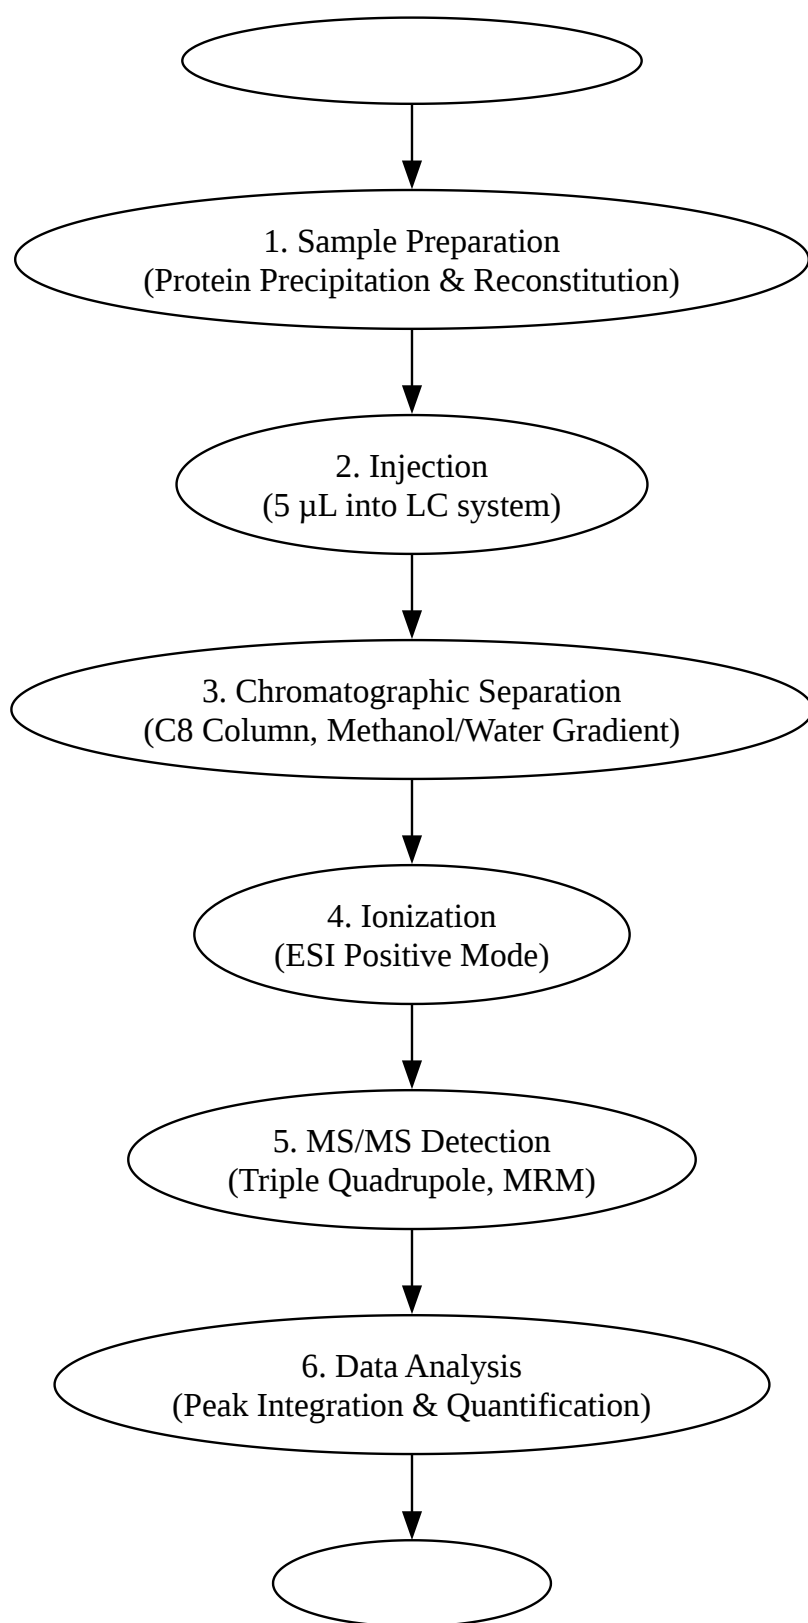 1. Sample Preparation
(Protein Precipitation & Reconstitution)
2. Injection
(5 µL into LC system)
3. Chromatographic Separation
(C8 Column, Methanol/Water Gradient)
4. Ionization
(ESI Positive Mode)
5. MS/MS Detection
(Triple Quadrupole, MRM)
6. Data Analysis
(Peak Integration & Quantification)